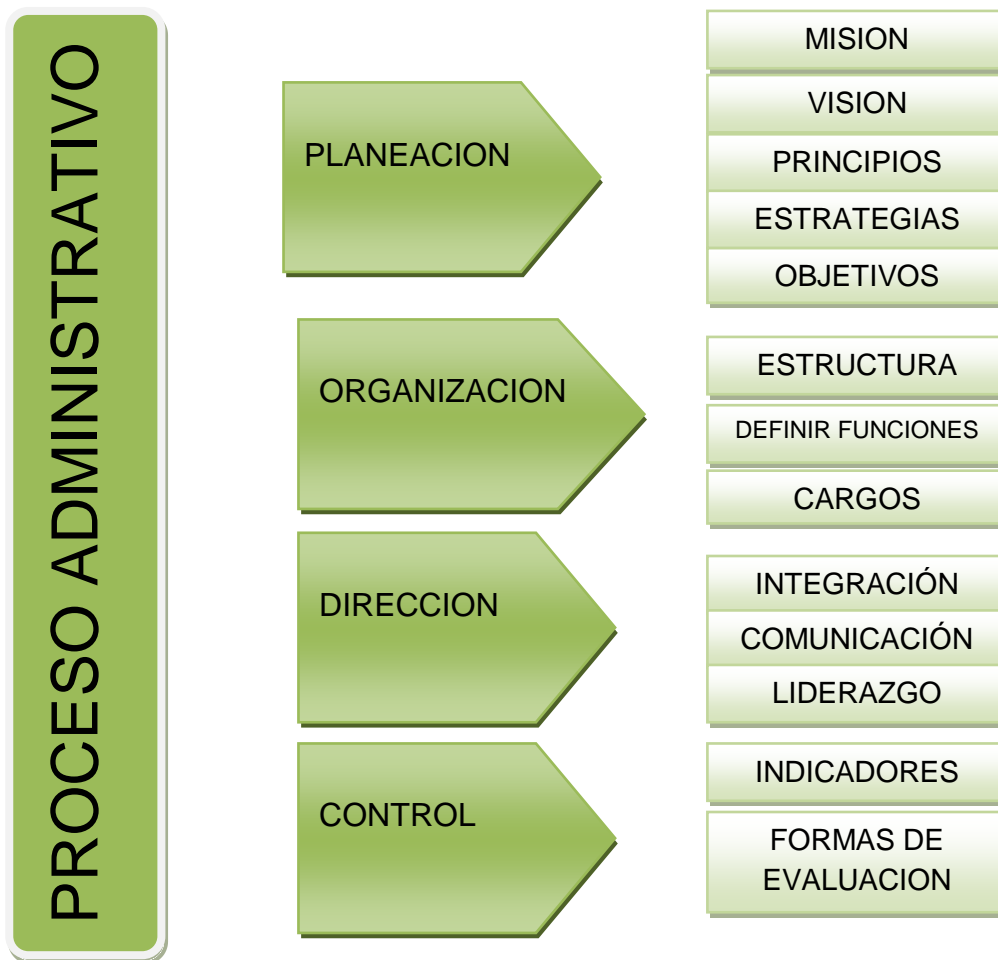 PROCESO ADMINISTRATIVO
PLANEACION
MISION
VISION
PRINCIPIOS
ESTRATEGIAS
OBJETIVOS
ORGANIZACION
ESTRUCTURA
DEFINIR FUNCIONES
CARGOS
DIRECCION
INTEGRACIÓN
COMUNICACIÓN
LIDERAZGO
CONTROL
INDICADORES
FORMAS DE
EVALUACION